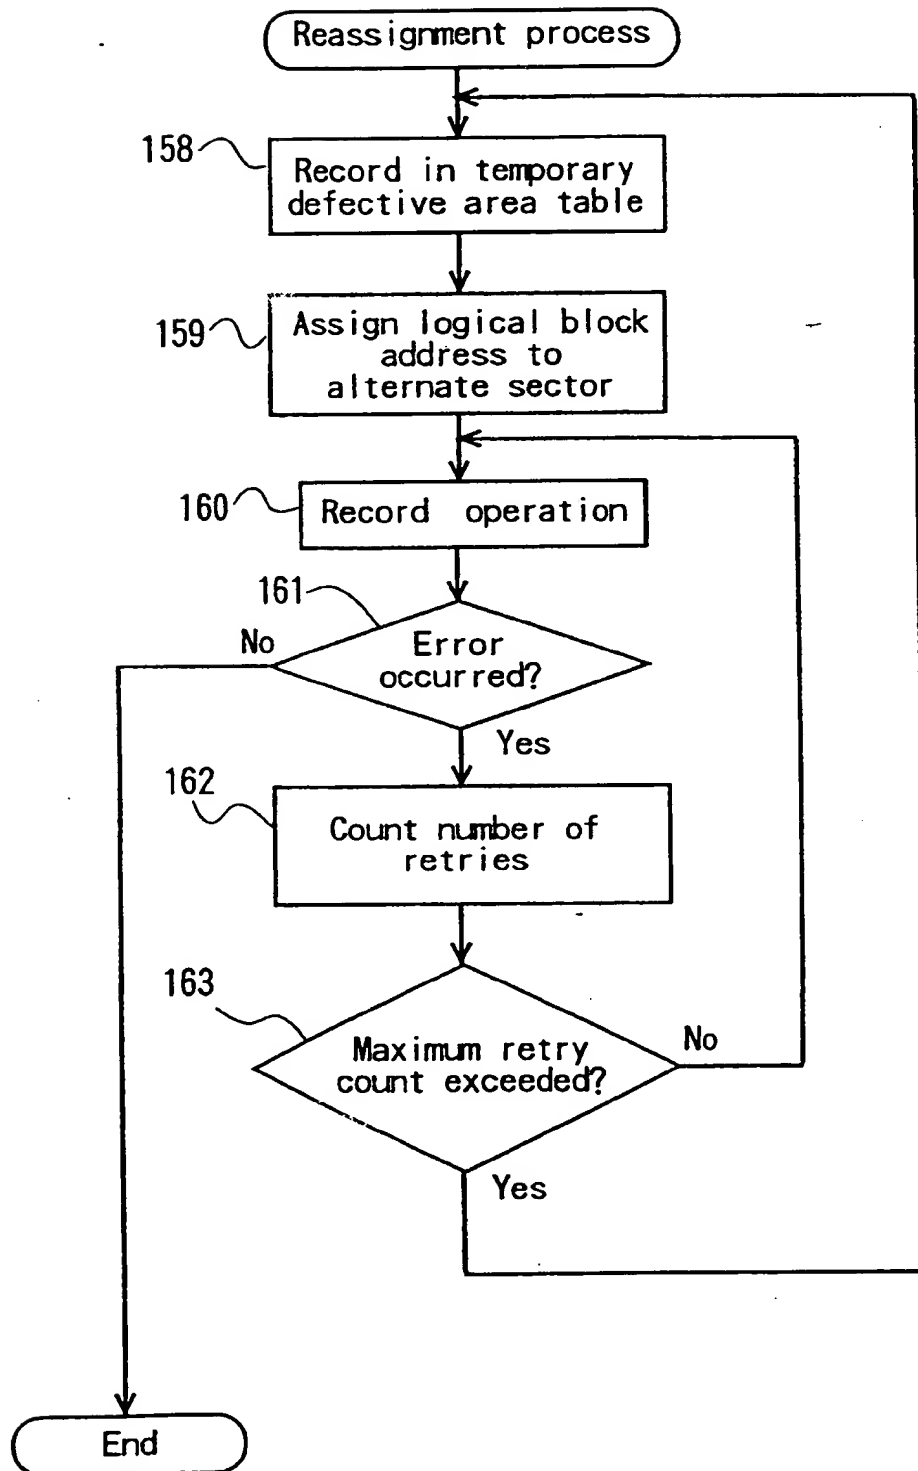 Reassignment process
158
Record in temporary
defective area table
159
Assign logical block
address to
alternate sector
160
Record operation
161
No
Error
occurred?
Yes
162
Count number of
retries
163
Maximum retry
count exceeded?
No
Yes
End